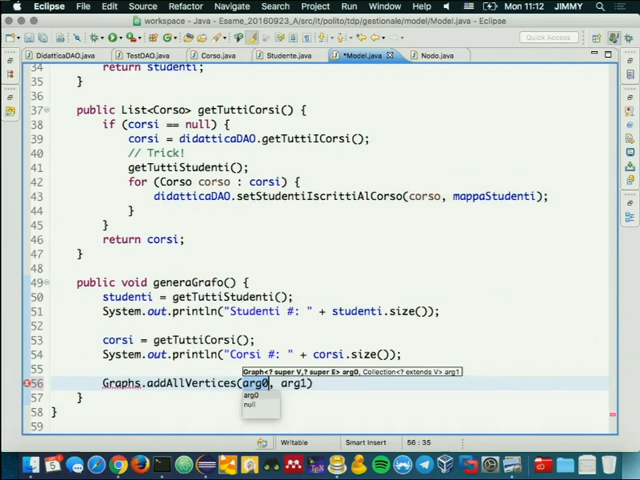 Eclipse File Edit Source Refactor Navigate Search Project Run Window Help Mon 11:12 JIMMY
workspace - Java - Esame_20160923_A/src/it/polito/tdp/gestionale/model/Model.java - Eclipse
Quick Access
DidatticaDAO.java TestDAO.java Corso.java Studente.java *Model.java Nodo.java
34 return studenti;
35 }
36
37 public List<Corso> getTuttiCorsi() {
38 if (corsi == null) {
39 corsi = didatticaDAO.getTuttiICorsi();
40 // Trick!
41 getTuttiStudenti();
42 for (Corso corso : corsi) {
43 didatticaDAO.setStudentiIscrittiAlCorso(corso, mappaStudenti);
44 }
45 }
46 return corsi;
47 }
48
49 public void generaGrafo() {
50 studenti = getTuttiStudenti();
51 System.out.println("Studenti #: " + studenti.size());
52
53 corsi = getTuttiCorsi();
54 System.out.println("Corsi #: " + corsi.size());
55
Graph<? super V,? super E> arg0, Collection<? extends V> arg1
56 Graphs.addAllVertices(arg0, arg1)
57 }
arg0
null
58 }
59
Writable Smart Insert 56 : 35